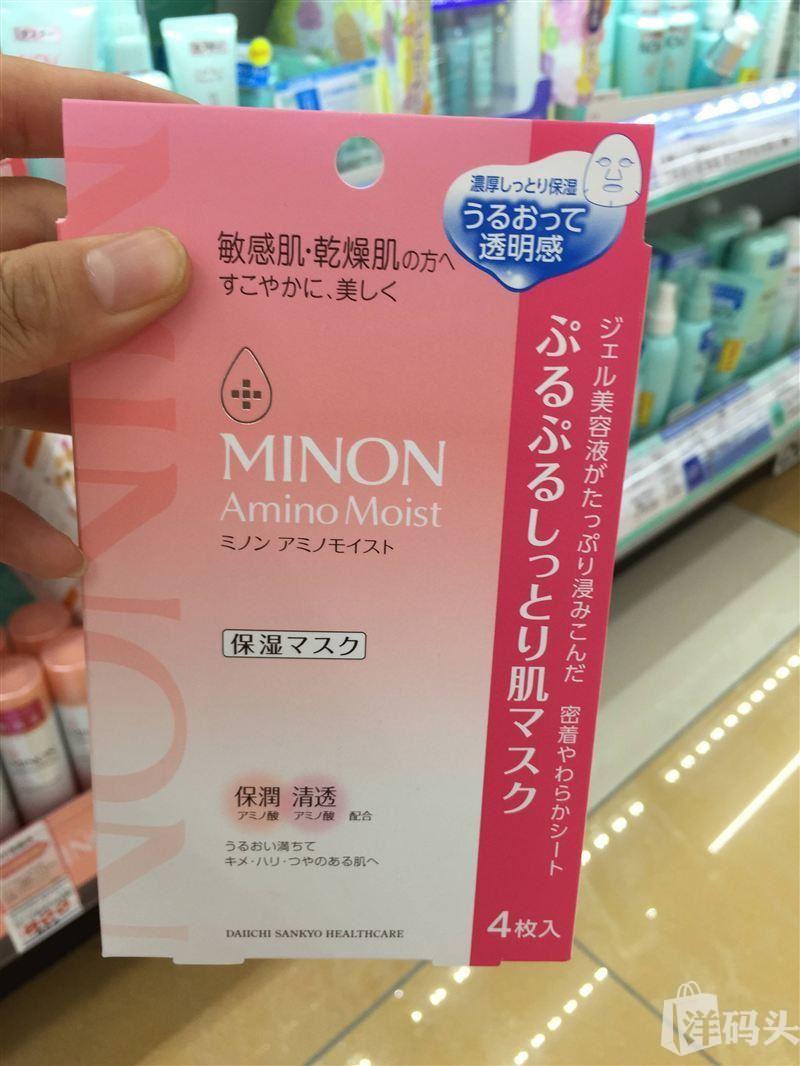 濃厚しっとり保湿
うるおって
透明感
敏感肌・乾燥肌の方へ
すこやかに、美しく
MINON
Amino Moist
ミノン アミノモイスト
保湿マスク
保潤 清透
アミノ酸 アミノ酸 配合
うるおい満ちて
キメ・ハリ・つやのある肌へ
DAIICHI SANKYO HEALTHCARE
ジェル美容液がたっぷり浸みこんだ 密着やわらかシート
ぷるぷるしっとり肌マスク
4枚入
MINON
洋码头